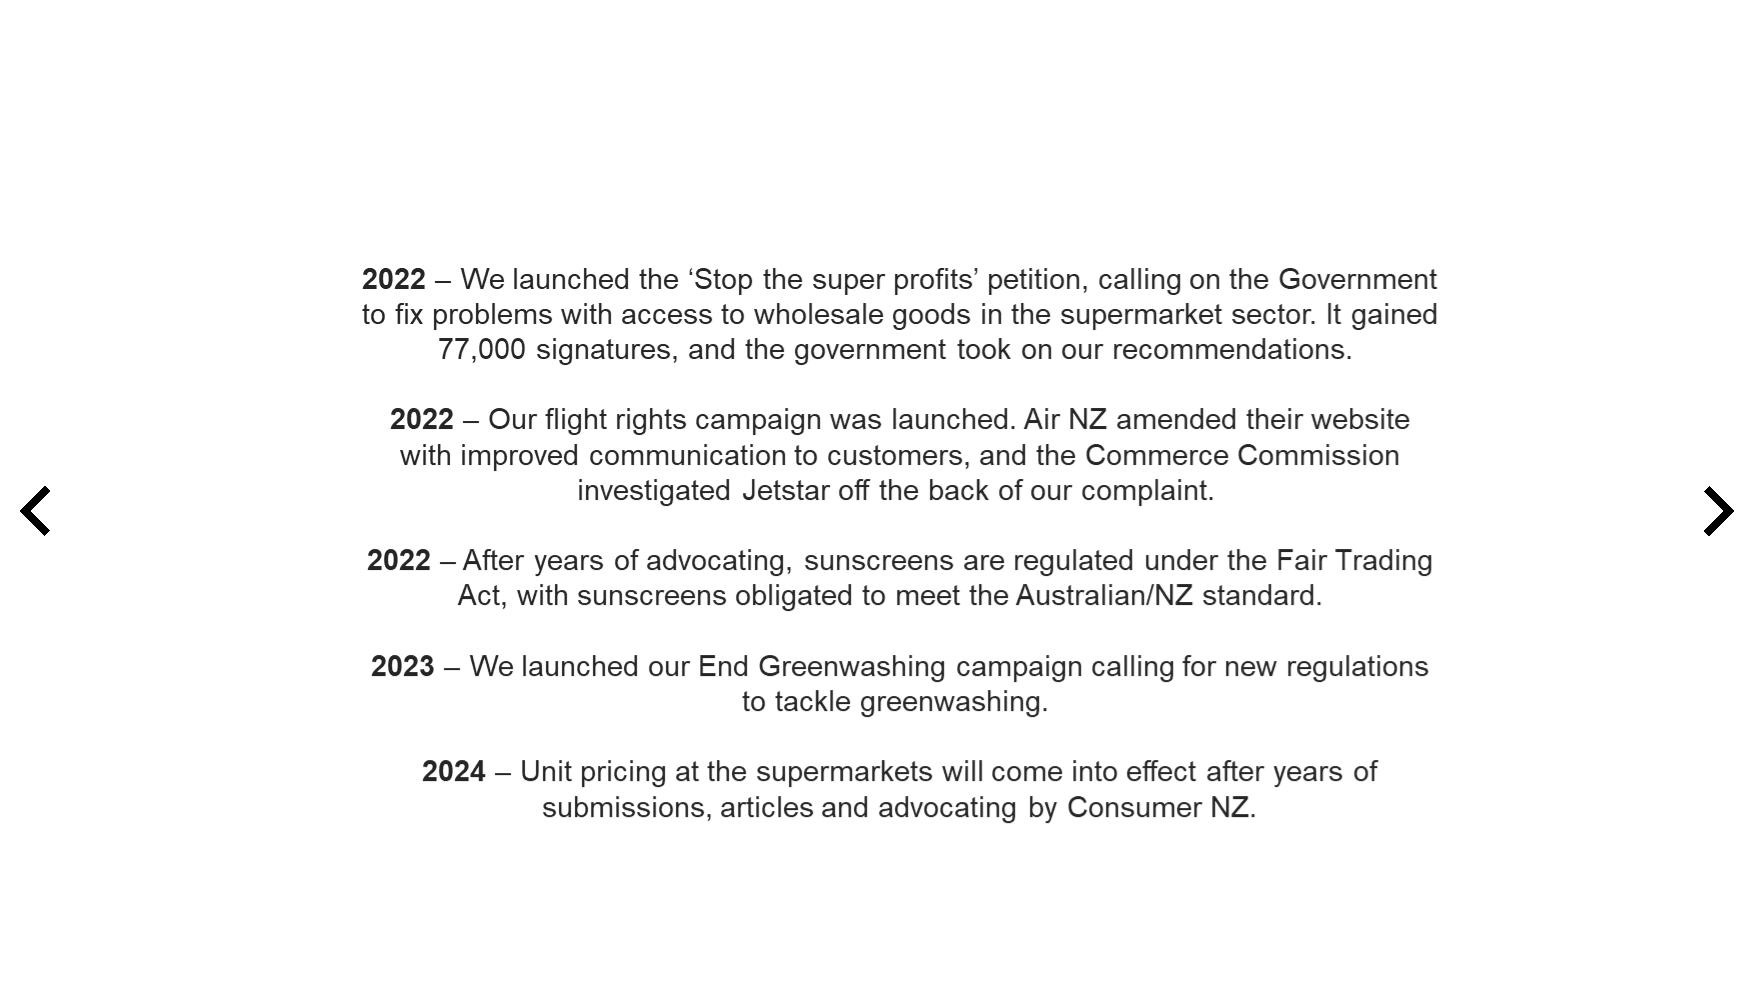 2022 – We launched the ‘Stop the super profits’ petition, calling on the Government
to fix problems with access to wholesale goods in the supermarket sector. It gained
77,000 signatures, and the government took on our recommendations.
2022 – Our flight rights campaign was launched. Air NZ amended their website
with improved communication to customers, and the Commerce Commission
investigated Jetstar off the back of our complaint.
2022 – After years of advocating, sunscreens are regulated under the Fair Trading
Act, with sunscreens obligated to meet the Australian/NZ standard.
2023 – We launched our End Greenwashing campaign calling for new regulations
to tackle greenwashing.
2024 – Unit pricing at the supermarkets will come into effect after years of
submissions, articles and advocating by Consumer NZ.